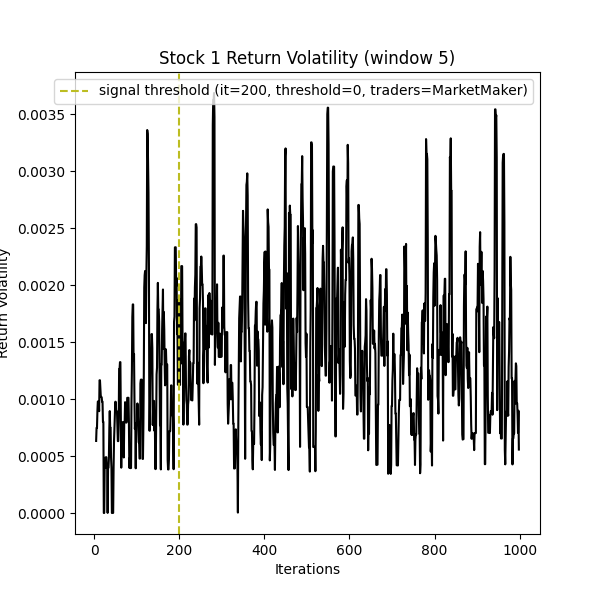 Stock 1 Return Volatility (window 5)
signal threshold (it=200, threshold=0, traders=MarketMaker)
0.0035
0.0030
0.0025
0.0020
0.0015
0.0010
0.0005
0.0000
Return Volatility
0 200 400 600 800 1000
Iterations